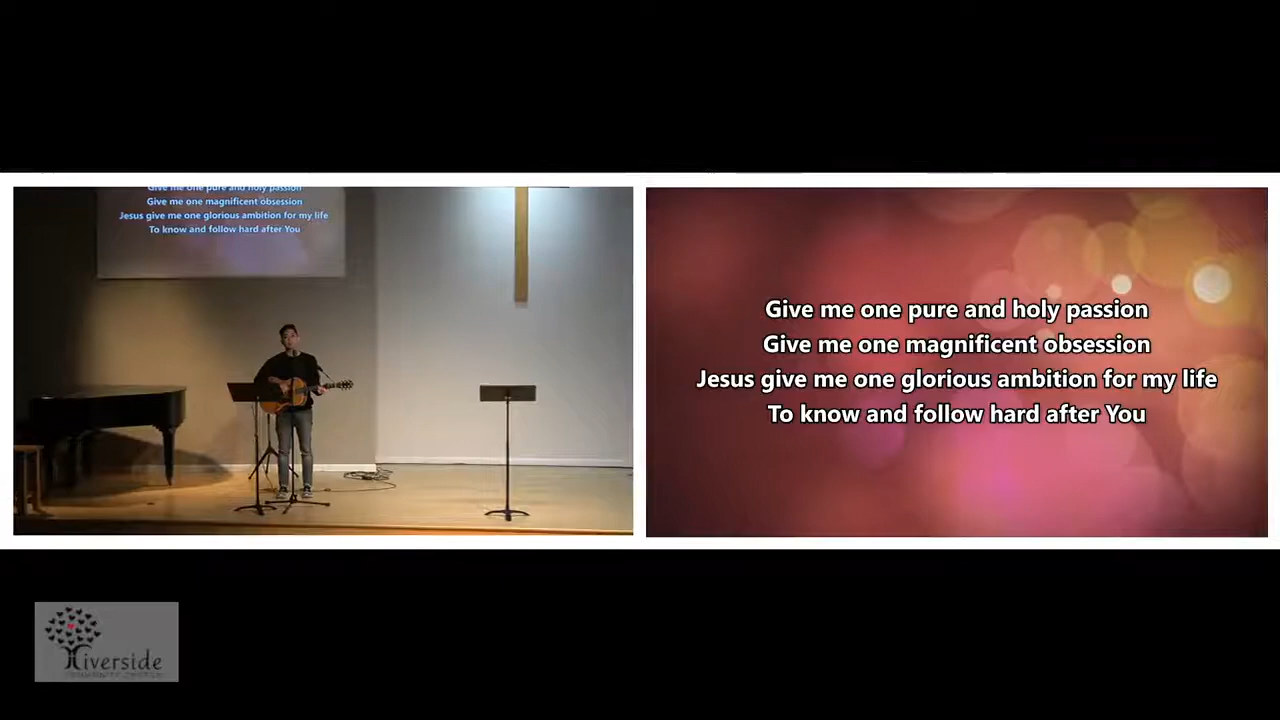 Give me one pure and holy passion
Give me one magnificent obsession
Jesus give me one glorious ambition for my life
To know and follow hard after You
Give me one pure and holy passion
Give me one magnificent obsession
Jesus give me one glorious ambition for my life
To know and follow hard after You
Riverside